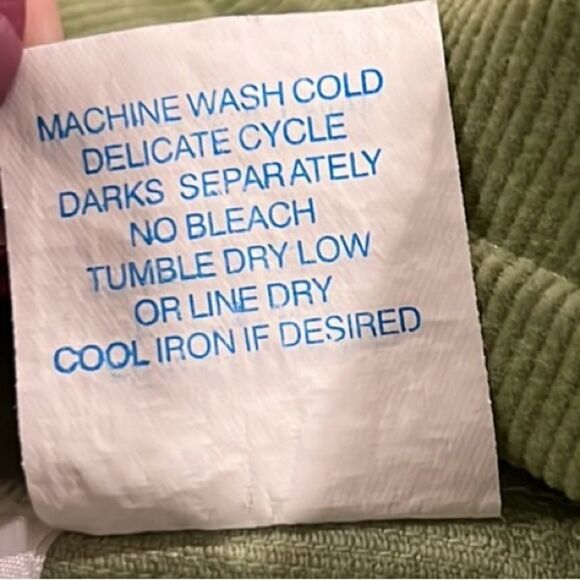 MACHINE WASH COLD
DELICATE CYCLE
DARKS SEPARATELY
NO BLEACH
TUMBLE DRY LOW
OR LINE DRY
COOL IRON IF DESIRED